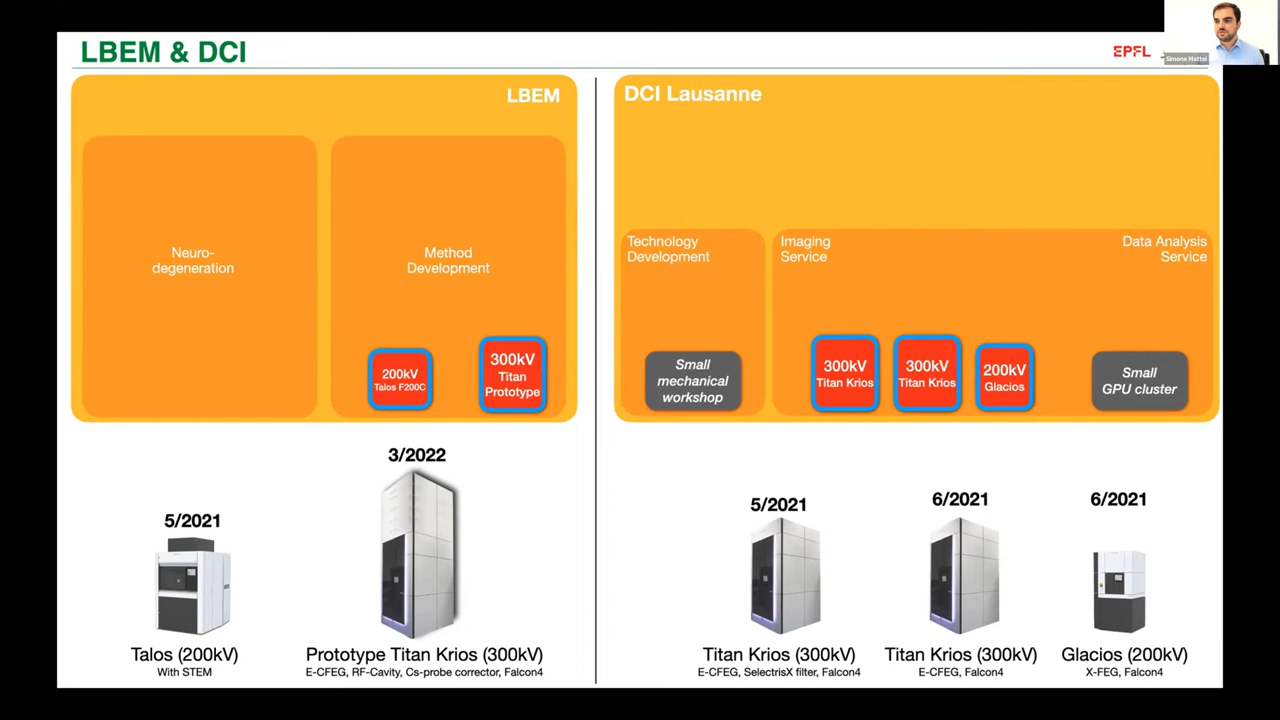 LBEM & DCI
EPFL
Simone Mattei
LBEM
Neuro-
degeneration
Method
Development
200kV
Talos F200C
300kV
Titan
Prototype
DCI Lausanne
Technology
Development
Small
mechanical
workshop
Imaging
Service
300kV
Titan Krios
300kV
Titan Krios
200kV
Glacios
Data Analysis
Service
Small
GPU cluster
5/2021
Talos (200kV)
With STEM
3/2022
Prototype Titan Krios (300kV)
E-CFEG, RF-Cavity, Cs-probe corrector, Falcon4
5/2021
Titan Krios (300kV)
E-CFEG, SelectrisX filter, Falcon4
6/2021
Titan Krios (300kV)
E-CFEG, Falcon4
6/2021
Glacios (200kV)
X-FEG, Falcon4